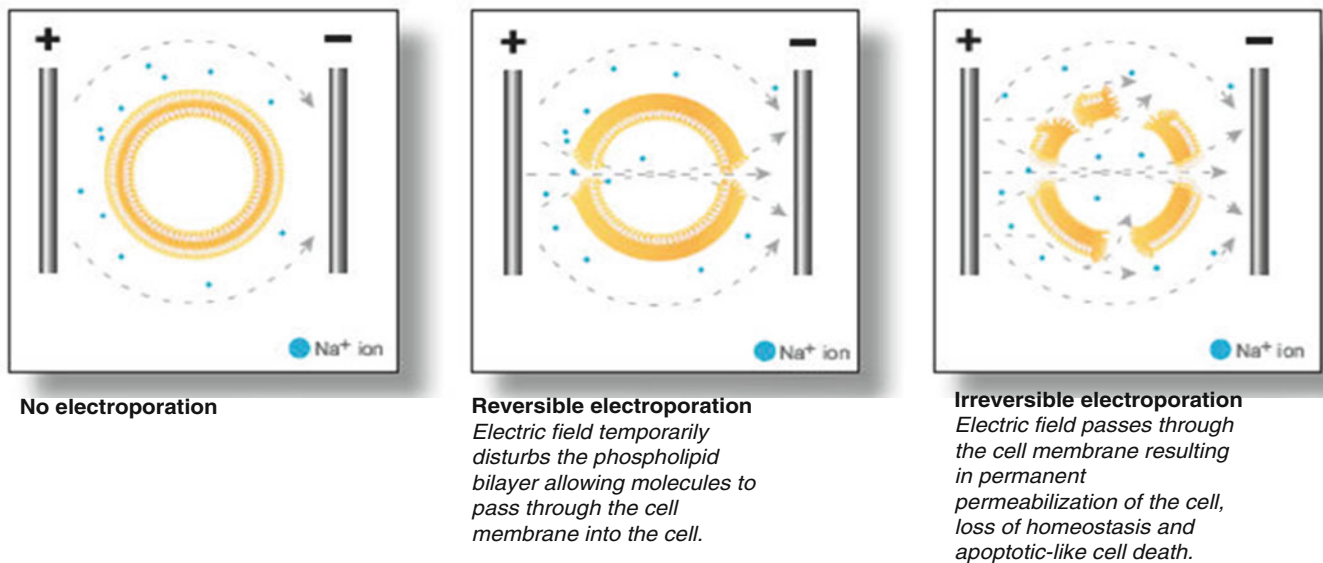 + −
Na+ ion
No electroporation
+ −
Na+ ion
Reversible electroporation
Electric field temporarily
disturbs the phospholipid
bilayer allowing molecules to
pass through the cell
membrane into the cell.
+ −
Na+ ion
Irreversible electroporation
Electric field passes through
the cell membrane resulting
in permanent
permeabilization of the cell,
loss of homeostasis and
apoptotic-like cell death.